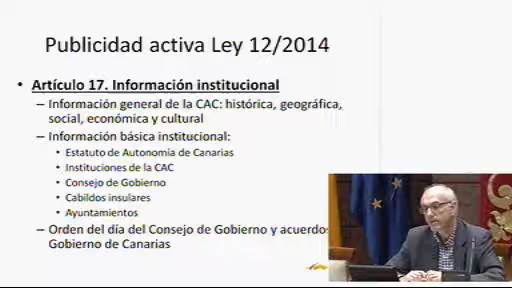 Publicidad activa Ley 12/2014
• Artículo 17. Información institucional
– Información general de la CAC: histórica, geográfica,
social, económica y cultural
– Información básica institucional:
• Estatuto de Autonomía de Canarias
• Instituciones de la CAC
• Consejo de Gobierno
• Cabildos insulares
• Ayuntamientos
– Orden del día del Consejo de Gobierno y acuerdos
Gobierno de Canarias